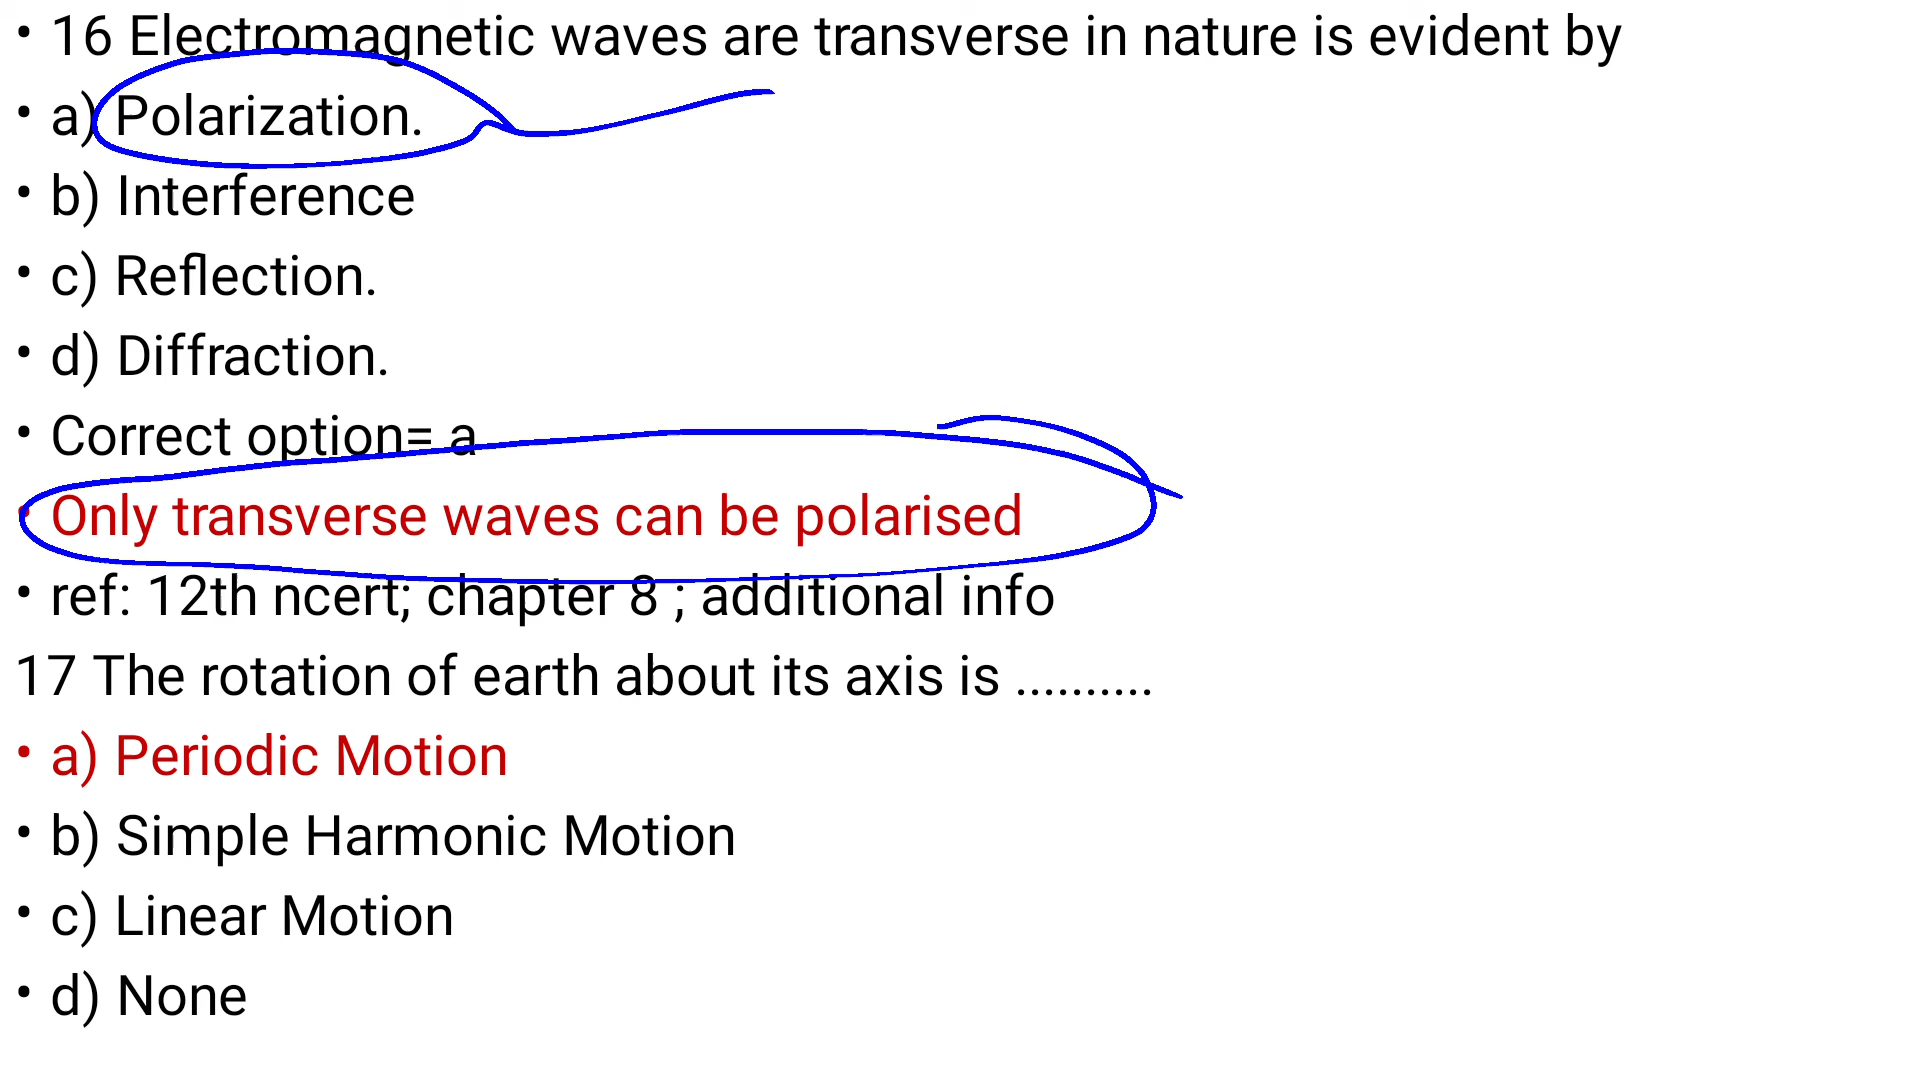 • 16 Electromagnetic waves are transverse in nature is evident by
• a) Polarization.
• b) Interference
• c) Reflection.
• d) Diffraction.
• Correct option= a
• Only transverse waves can be polarised
• ref: 12th ncert; chapter 8 ; additional info
17 The rotation of earth about its axis is ..........
• a) Periodic Motion
• b) Simple Harmonic Motion
• c) Linear Motion
• d) None